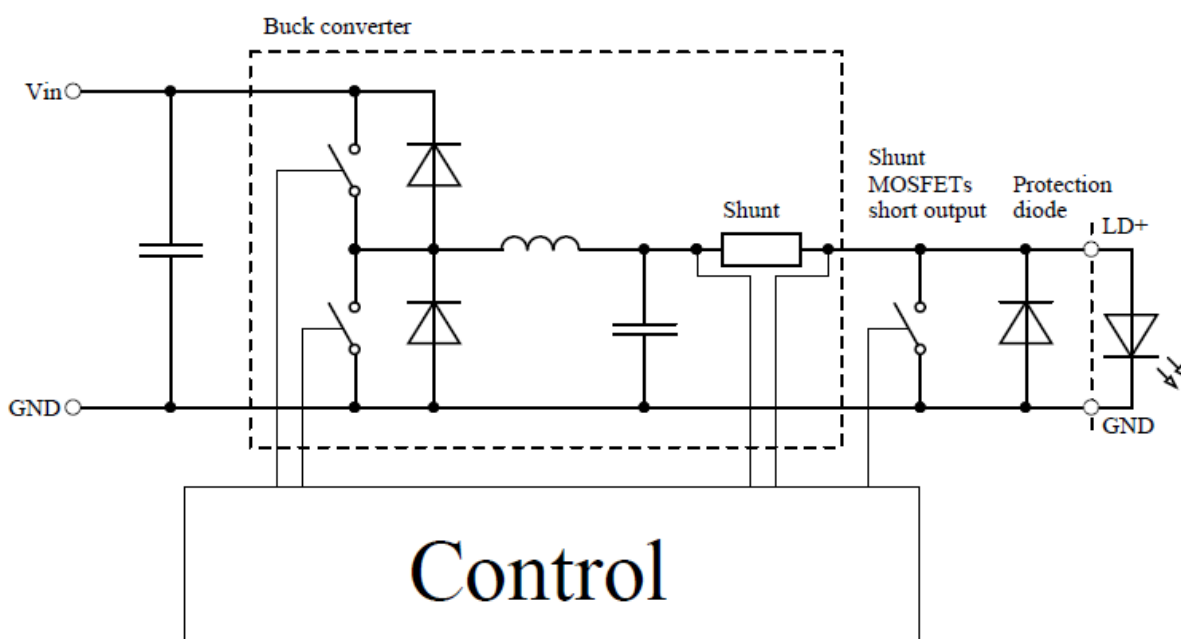 Buck converter
Vin
Shunt
MOSFETs
short output
Protection
diode
Shunt
LD+
GND
GND
Control